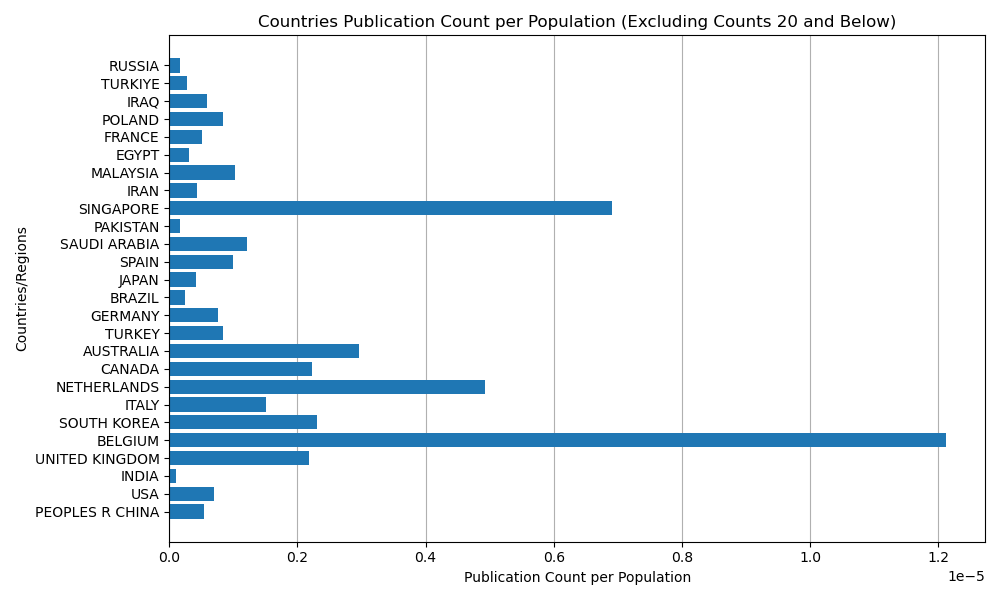 Countries Publication Count per Population (Excluding Counts 20 and Below)
RUSSIA
TURKIYE
IRAQ
POLAND
FRANCE
EGYPT
MALAYSIA
IRAN
SINGAPORE
PAKISTAN
SAUDI ARABIA
SPAIN
JAPAN
BRAZIL
GERMANY
TURKEY
AUSTRALIA
CANADA
NETHERLANDS
ITALY
SOUTH KOREA
BELGIUM
UNITED KINGDOM
INDIA
USA
PEOPLES R CHINA
Countries/Regions
0.0 0.2 0.4 0.6 0.8 1.0 1.2
1e−5
Publication Count per Population